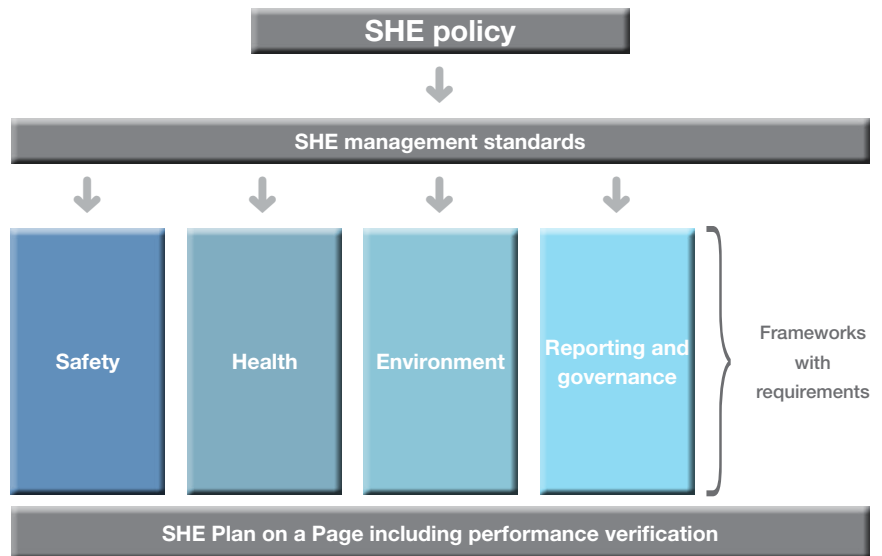 SHE policy
SHE management standards
Safety
Health
Environment
Reporting and
governance
Frameworks
with
requirements
SHE Plan on a Page including performance verification